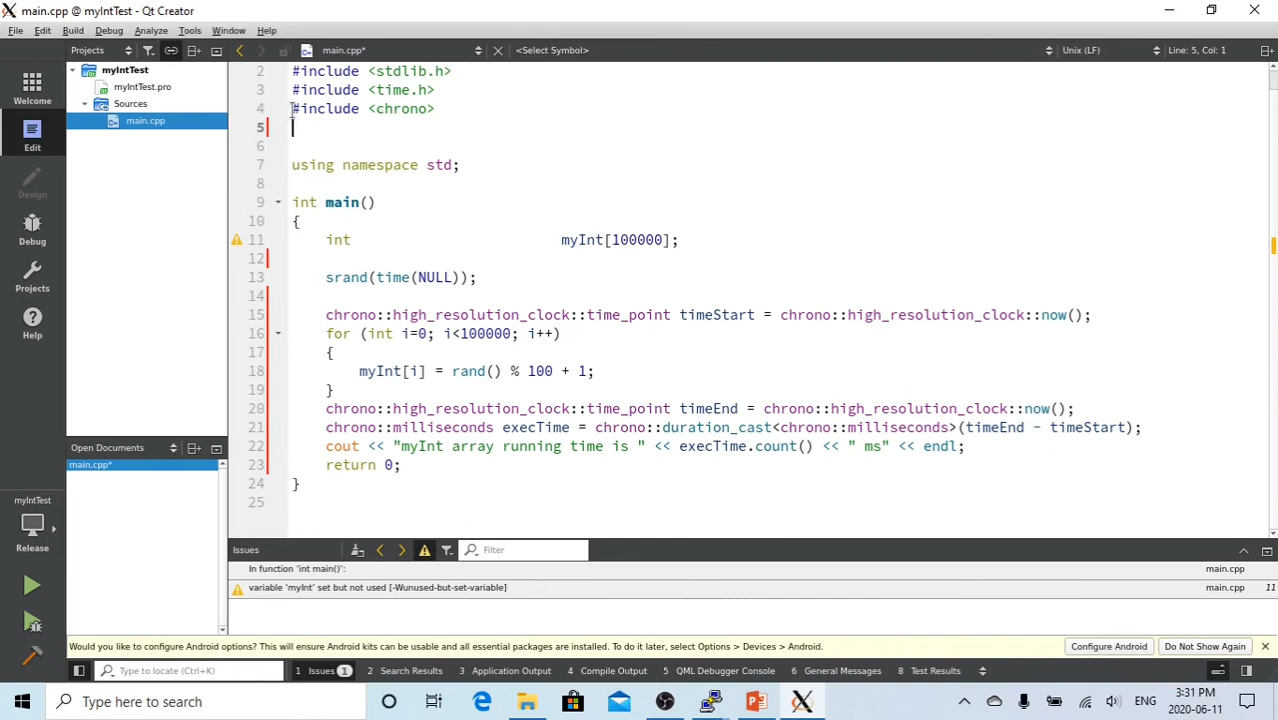 main.cpp @ myIntTest - Qt Creator
File Edit Build Debug Analyze Tools Window Help
Projects main.cpp* <Select Symbol> Unix (LF) Line: 5, Col: 1
myIntTest
myIntTest.pro
Sources
main.cpp
Welcome
Edit
Design
Debug
Projects
Help
2 #include <stdlib.h>
3 #include <time.h>
4 #include <chrono>
5
6
7 using namespace std;
8
9 int main()
10 {
11 int myInt[100000];
12
13 srand(time(NULL));
14
15 chrono::high_resolution_clock::time_point timeStart = chrono::high_resolution_clock::now();
16 for (int i=0; i<100000; i++)
17 {
18 myInt[i] = rand() % 100 + 1;
19 }
20 chrono::high_resolution_clock::time_point timeEnd = chrono::high_resolution_clock::now();
21 chrono::milliseconds execTime = chrono::duration_cast<chrono::milliseconds>(timeEnd - timeStart);
22 cout << "myInt array running time is " << execTime.count() << " ms" << endl;
23 return 0;
24 }
25
Open Documents
main.cpp*
myIntTest
Release
Issues Filter
In function 'int main()': main.cpp
variable 'myInt' set but not used [-Wunused-but-set-variable] main.cpp 11
Would you like to configure Android options? This will ensure Android kits can be usable and all essential packages are installed. To do it later, select Options > Devices > Android. Configure Android Do Not Show Again
Type to locate (Ctrl+K) 1 Issues 1 2 Search Results 3 Application Output 4 Compile Output 5 QML Debugger Console 6 General Messages 8 Test Results
Type here to search ENG 3:31 PM
2020-06-11